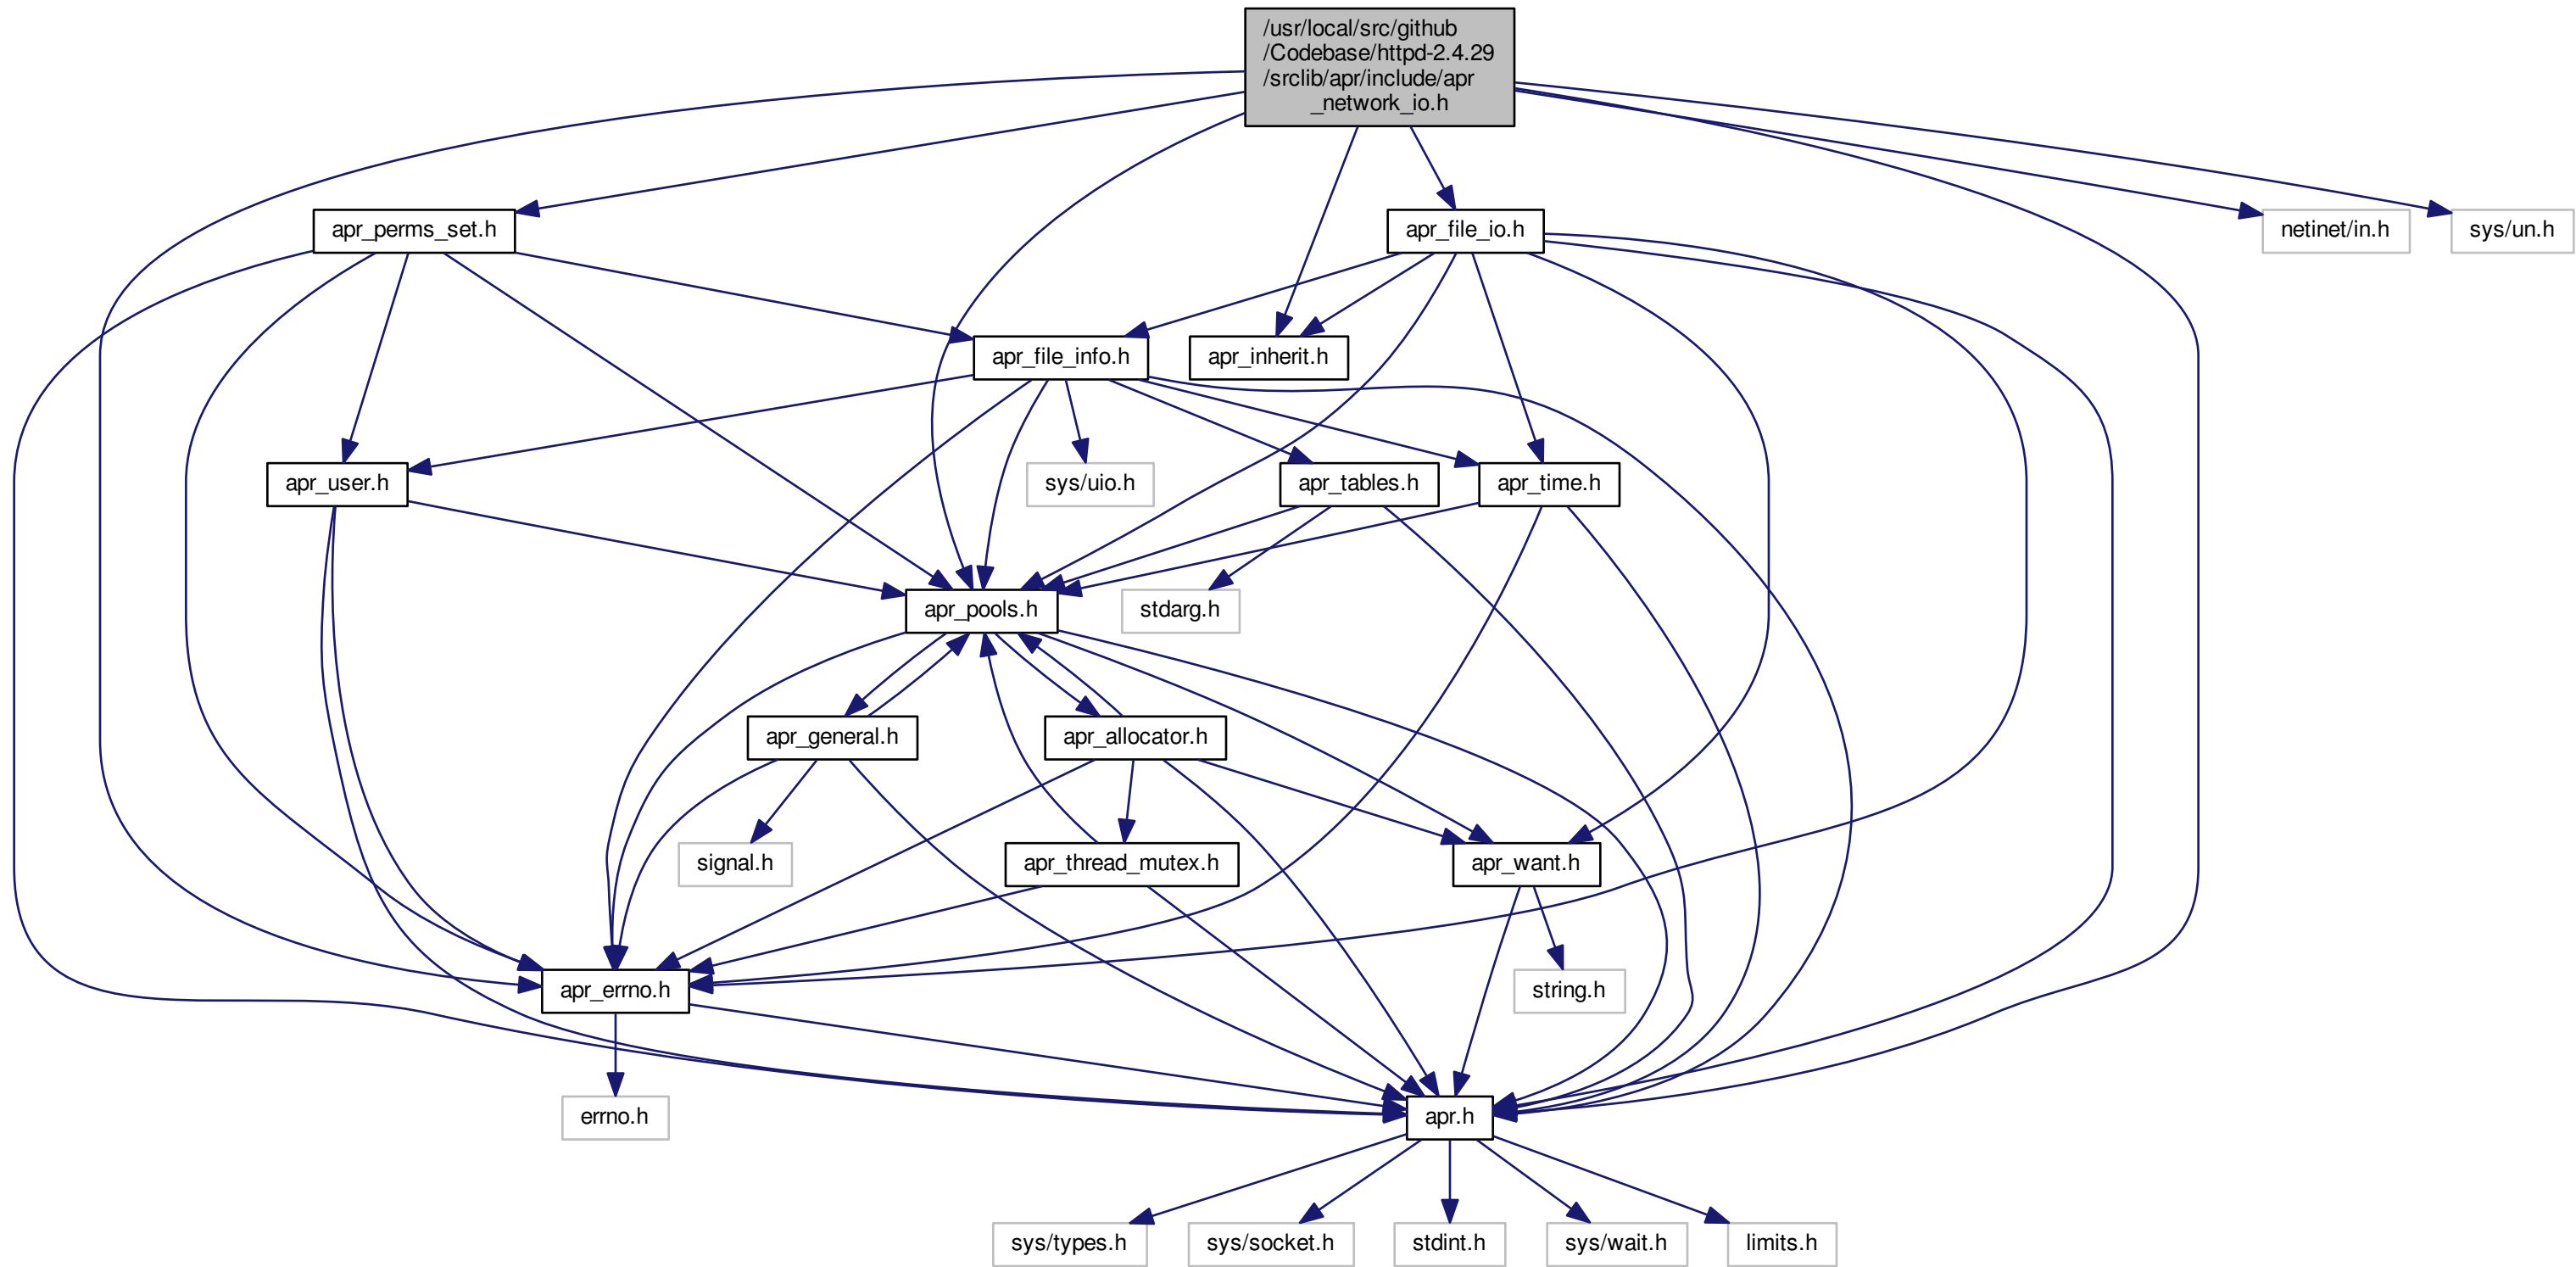 /usr/local/src/github
/Codebase/httpd-2.4.29
/srclib/apr/include/apr
_network_io.h
apr_perms_set.h
apr_file_io.h
netinet/in.h
sys/un.h
apr_file_info.h
apr_inherit.h
apr_user.h
sys/uio.h
apr_tables.h
apr_time.h
apr_pools.h
stdarg.h
apr_general.h
apr_allocator.h
signal.h
apr_thread_mutex.h
apr_want.h
apr_errno.h
string.h
errno.h
apr.h
sys/types.h
sys/socket.h
stdint.h
sys/wait.h
limits.h